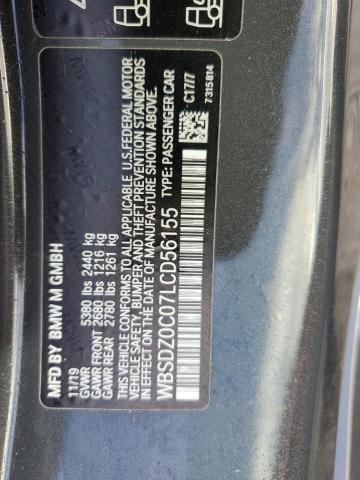 4
MFD BY BMW M GMBH
11/19
GVWR 5380 lbs 2440 kg
GAWR FRONT 2680 lbs 1216 kg
GAWR REAR 2780 lbs 1261 kg
THIS VEHICLE CONFORMS TO ALL APPLICABLE U.S.FEDERAL MOTOR
VEHICLE SAFETY, BUMPER, AND THEFT PREVENTION STANDARDS
IN EFFECT ON THE DATE OF MANUFACTURE SHOWN ABOVE.
WBSDZ0C07LCD56155 TYPE: PASSENGER CAR
C17/7
7315814